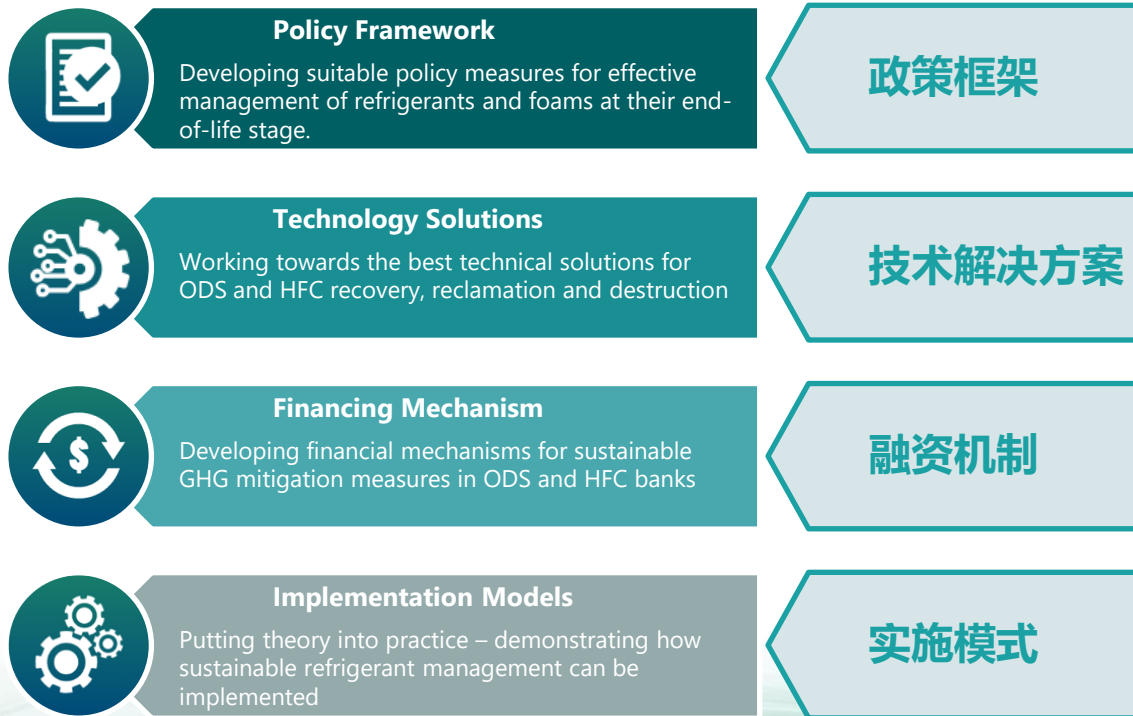 Policy Framework
Developing suitable policy measures for effective
management of refrigerants and foams at their end-
of-life stage.
政策框架
Technology Solutions
Working towards the best technical solutions for
ODS and HFC recovery, reclamation and destruction
技术解决方案
Financing Mechanism
Developing financial mechanisms for sustainable
GHG mitigation measures in ODS and HFC banks
融资机制
Implementation Models
Putting theory into practice – demonstrating how
sustainable refrigerant management can be
implemented
实施模式